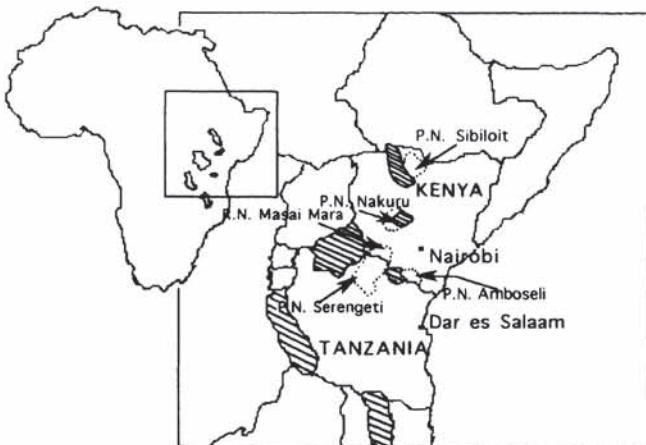 P.N. Sibiloit
KENYA
P.N. Nakuru
R.N. Masai Mara
Nairobi
P.N. Amboseli
P.N. Serengeti
Dar es Salaam
TANZANIA